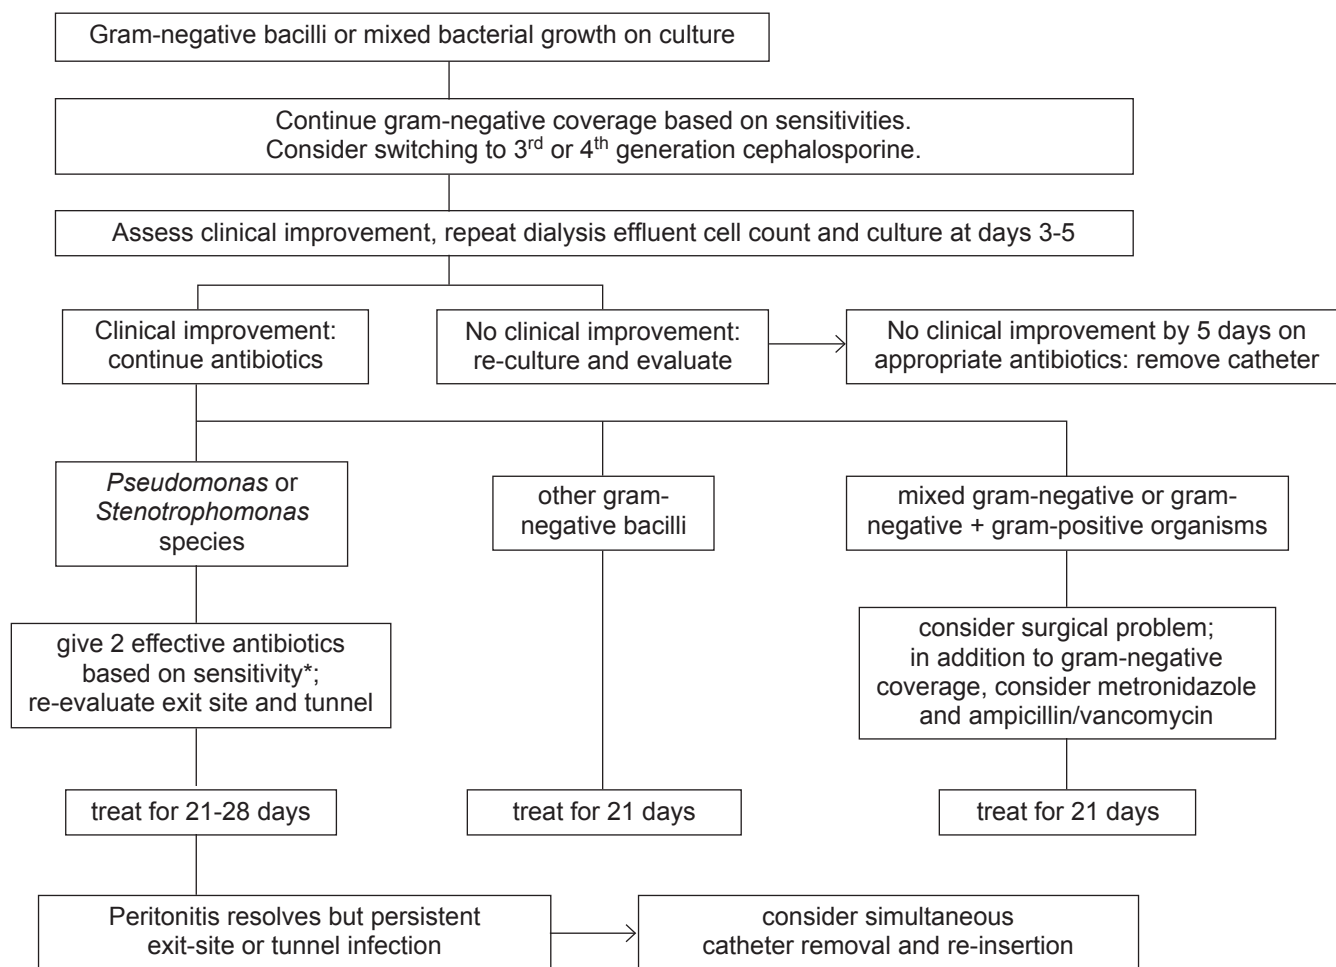 Gram-negative bacilli or mixed bacterial growth on culture
Continue gram-negative coverage based on sensitivities.
Consider switching to 3rd or 4th generation cephalosporine.
Assess clinical improvement, repeat dialysis effluent cell count and culture at days 3-5
Clinical improvement:
continue antibiotics
No clinical improvement:
re-culture and evaluate
No clinical improvement by 5 days on
appropriate antibiotics: remove catheter
Pseudomonas or
Stenotrophomonas
species
other gram-
negative bacilli
mixed gram-negative or gram-
negative + gram-positive organisms
give 2 effective antibiotics
based on sensitivity*;
re-evaluate exit site and tunnel
consider surgical problem;
in addition to gram-negative
coverage, consider metronidazole
and ampicillin/vancomycin
treat for 21-28 days
treat for 21 days
treat for 21 days
Peritonitis resolves but persistent
exit-site or tunnel infection
consider simultaneous
catheter removal and re-insertion